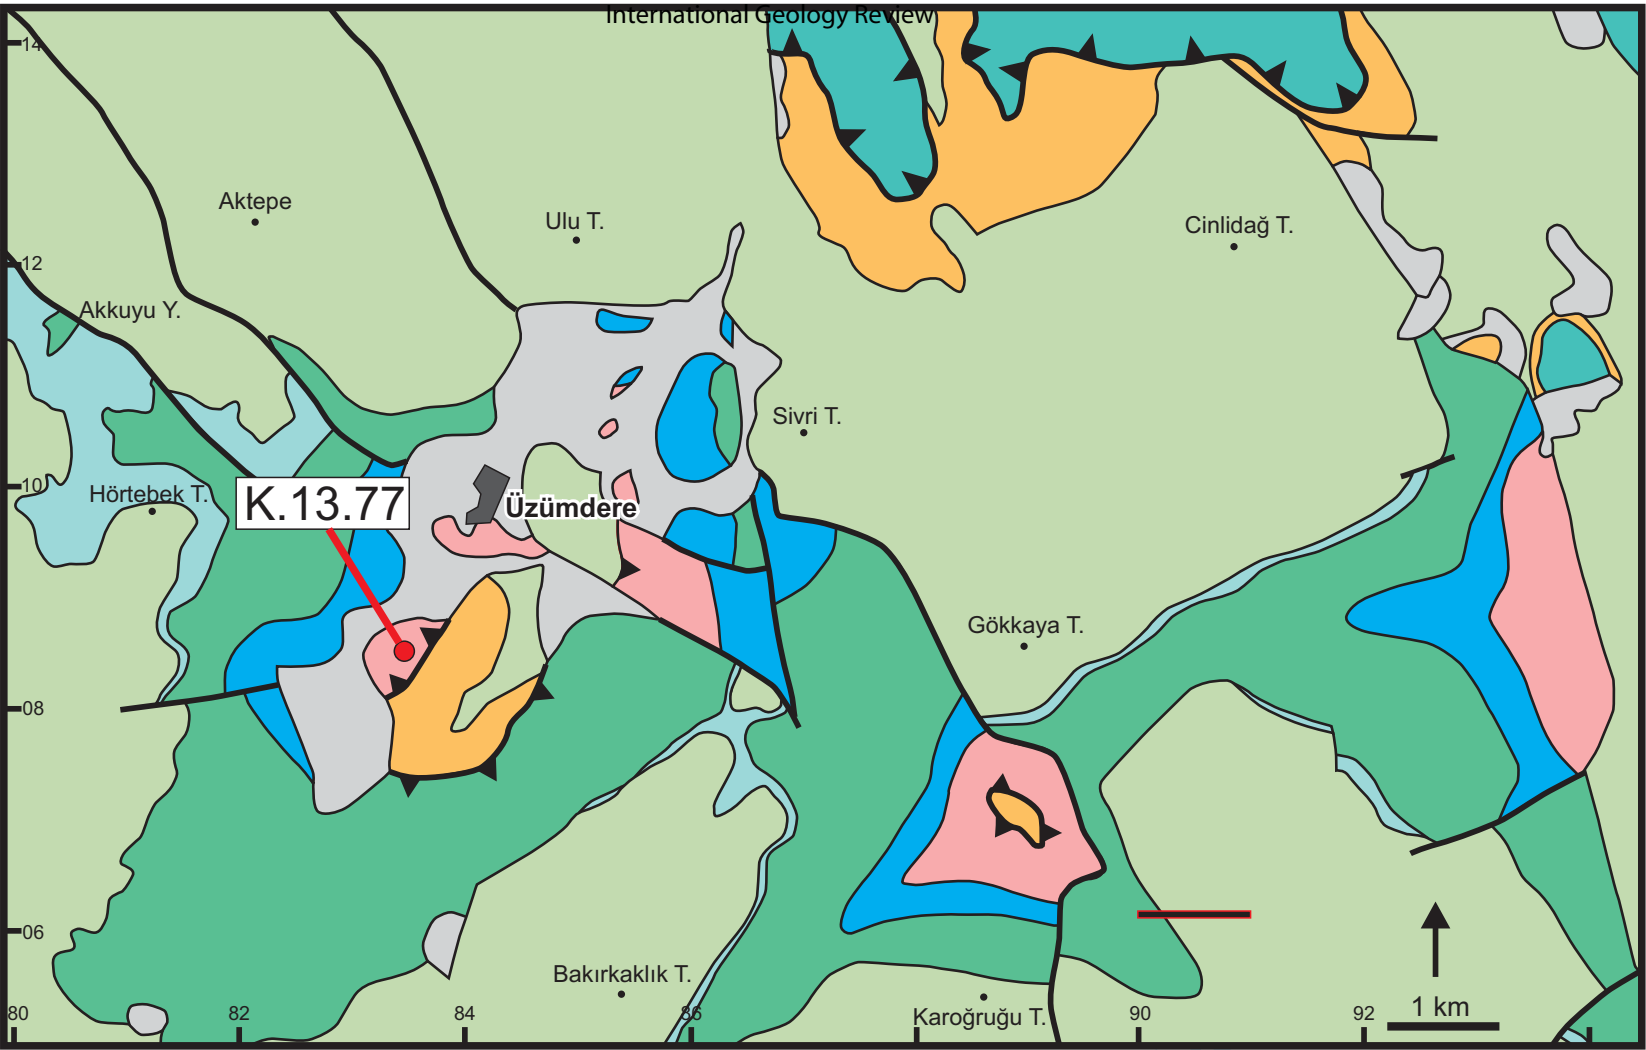 International Geology Review
14
Aktepe
Ulu T.
Cinlidağ T.
12
Akkuyu Y.
Sivri T.
10
Hörtebek T.
K.13.77
Üzümdere
Gökkaya T.
08
06
Bakırkaklık T.
Karoğruğu T.
1 km
80
82
84
86
90
92